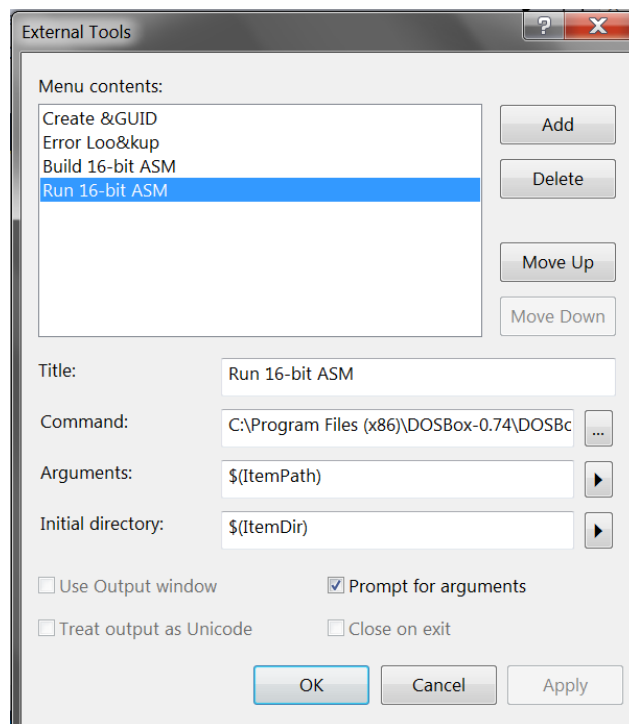 External Tools
Menu contents:
Create &GUID
Error Loo&kup
Build 16-bit ASM
Run 16-bit ASM
Add
Delete
Move Up
Move Down
Title:
Run 16-bit ASM
Command:
C:\Program Files (x86)\DOSBox-0.74\DOSBo
...
Arguments:
$(ItemPath)
Initial directory:
$(ItemDir)
Use Output window
Prompt for arguments
Treat output as Unicode
Close on exit
OK
Cancel
Apply